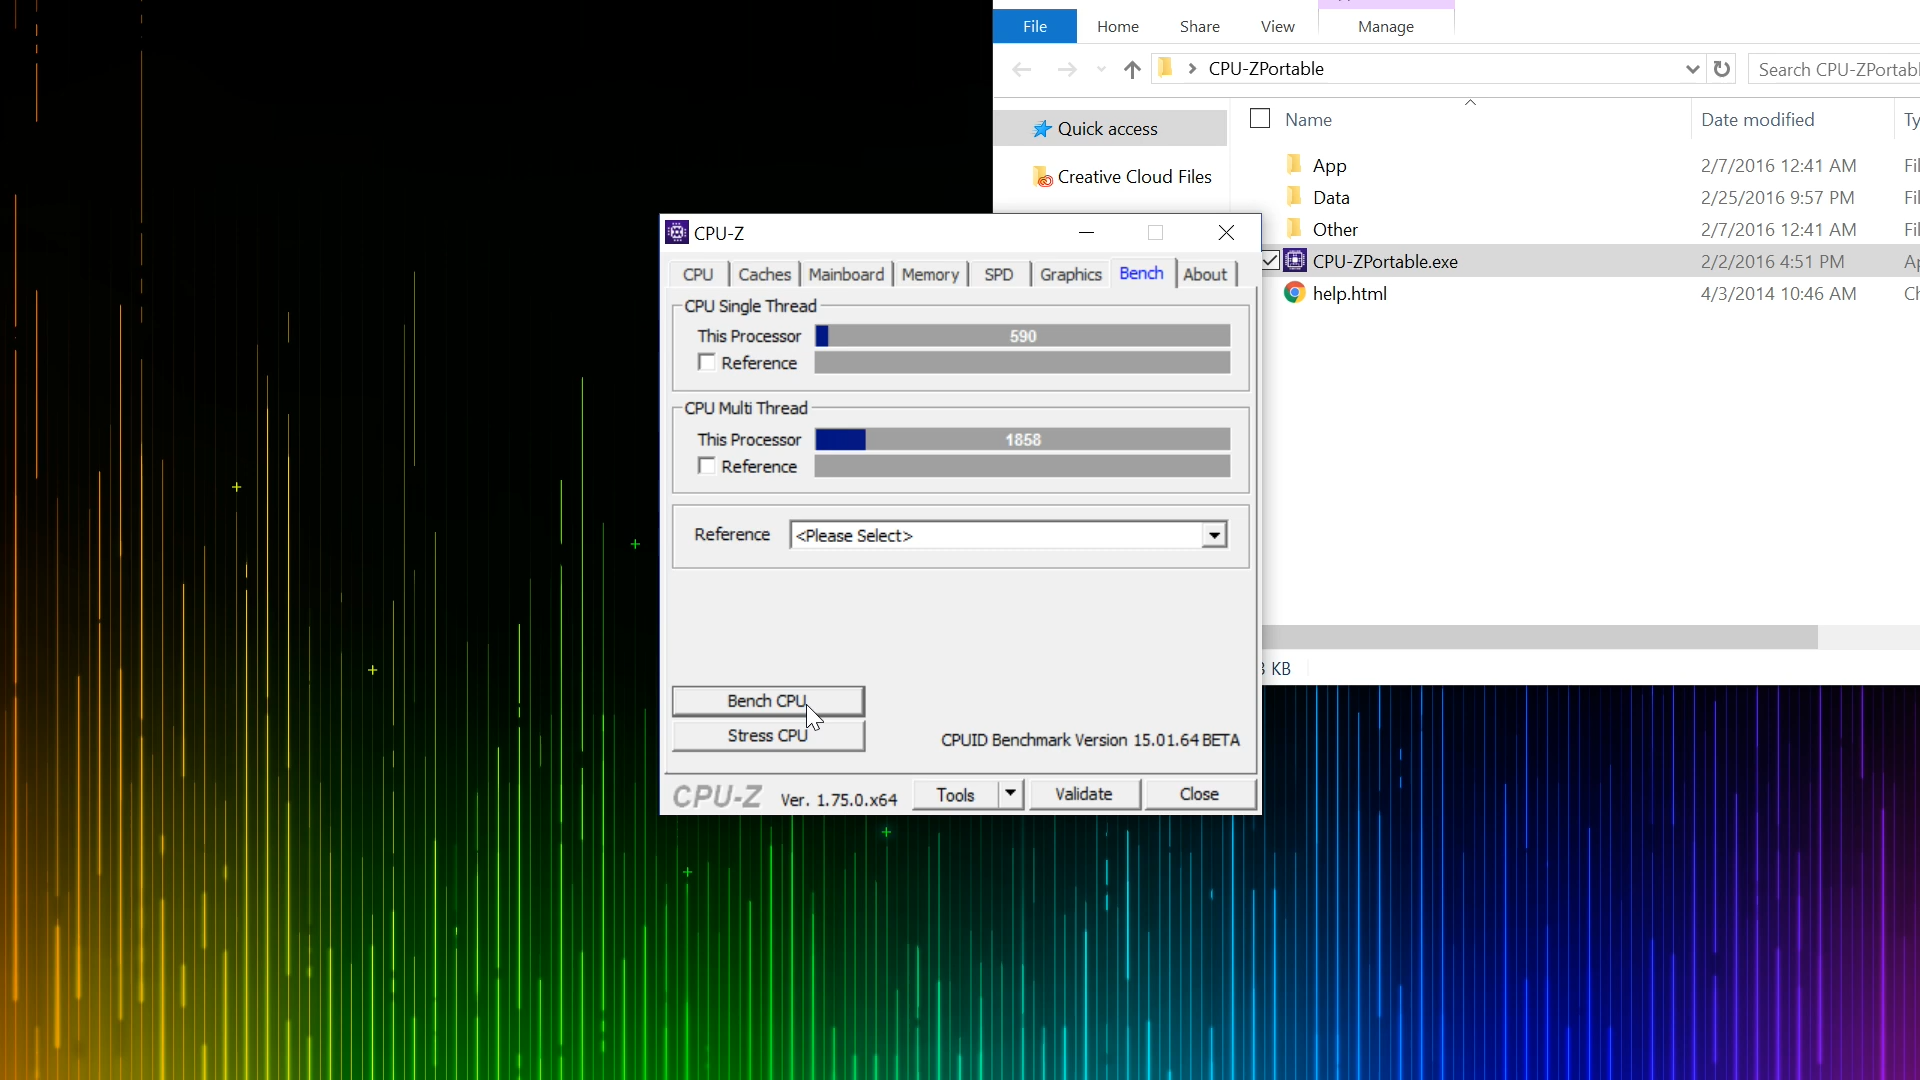 File Home Share View Manage
CPU-ZPortable
Search CPU-ZPortabl
Quick access
Creative Cloud Files
Name Date modified Ty
App 2/7/2016 12:41 AM Fil
Data 2/25/2016 9:57 PM Fil
Other 2/7/2016 12:41 AM Fil
CPU-ZPortable.exe 2/2/2016 4:51 PM Ap
help.html 4/3/2014 10:46 AM Ch
KB
CPU-Z
CPU Caches Mainboard Memory SPD Graphics Bench About
CPU Single Thread
This Processor 590
Reference
CPU Multi Thread
This Processor 1858
Reference
Reference <Please Select>
Bench CPU
Stress CPU
CPUID Benchmark Version 15.01.64 BETA
CPU-Z Ver. 1.75.0.x64 Tools Validate Close